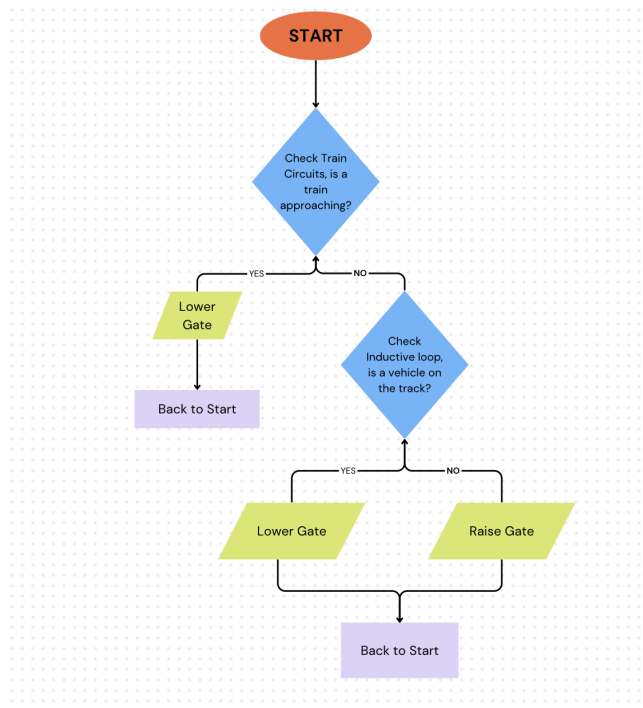 START
Check Train
Circuits, is a
train
approaching?
YES
NO
Lower
Gate
Check
Inductive loop,
is a vehicle on
the track?
Back to Start
YES
NO
Lower Gate
Raise Gate
Back to Start